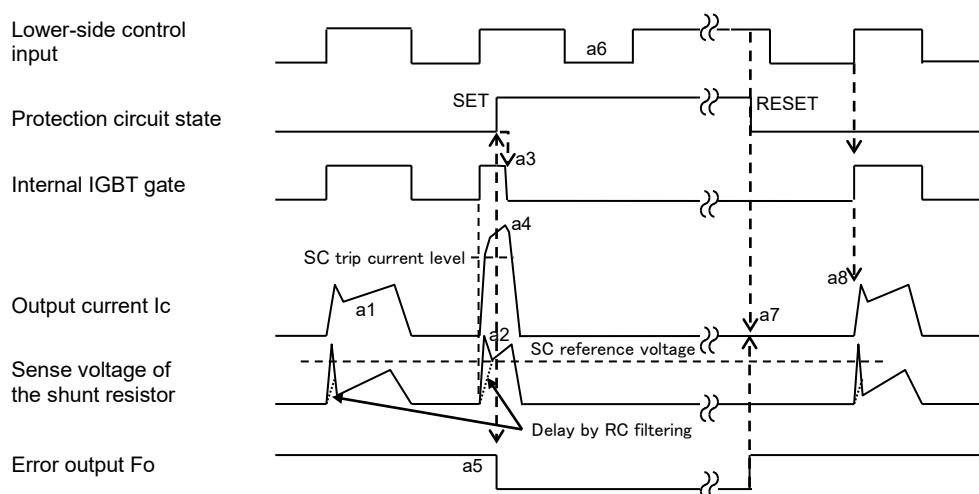 Lower-side control
input
a6
Protection circuit state
SET
RESET
a3
Internal IGBT gate
a4
SC trip current level
a8
Output current Ic
a1
a7
a2
SC reference voltage
Sense voltage of
the shunt resistor
Delay by RC filtering
Error output Fo
a5